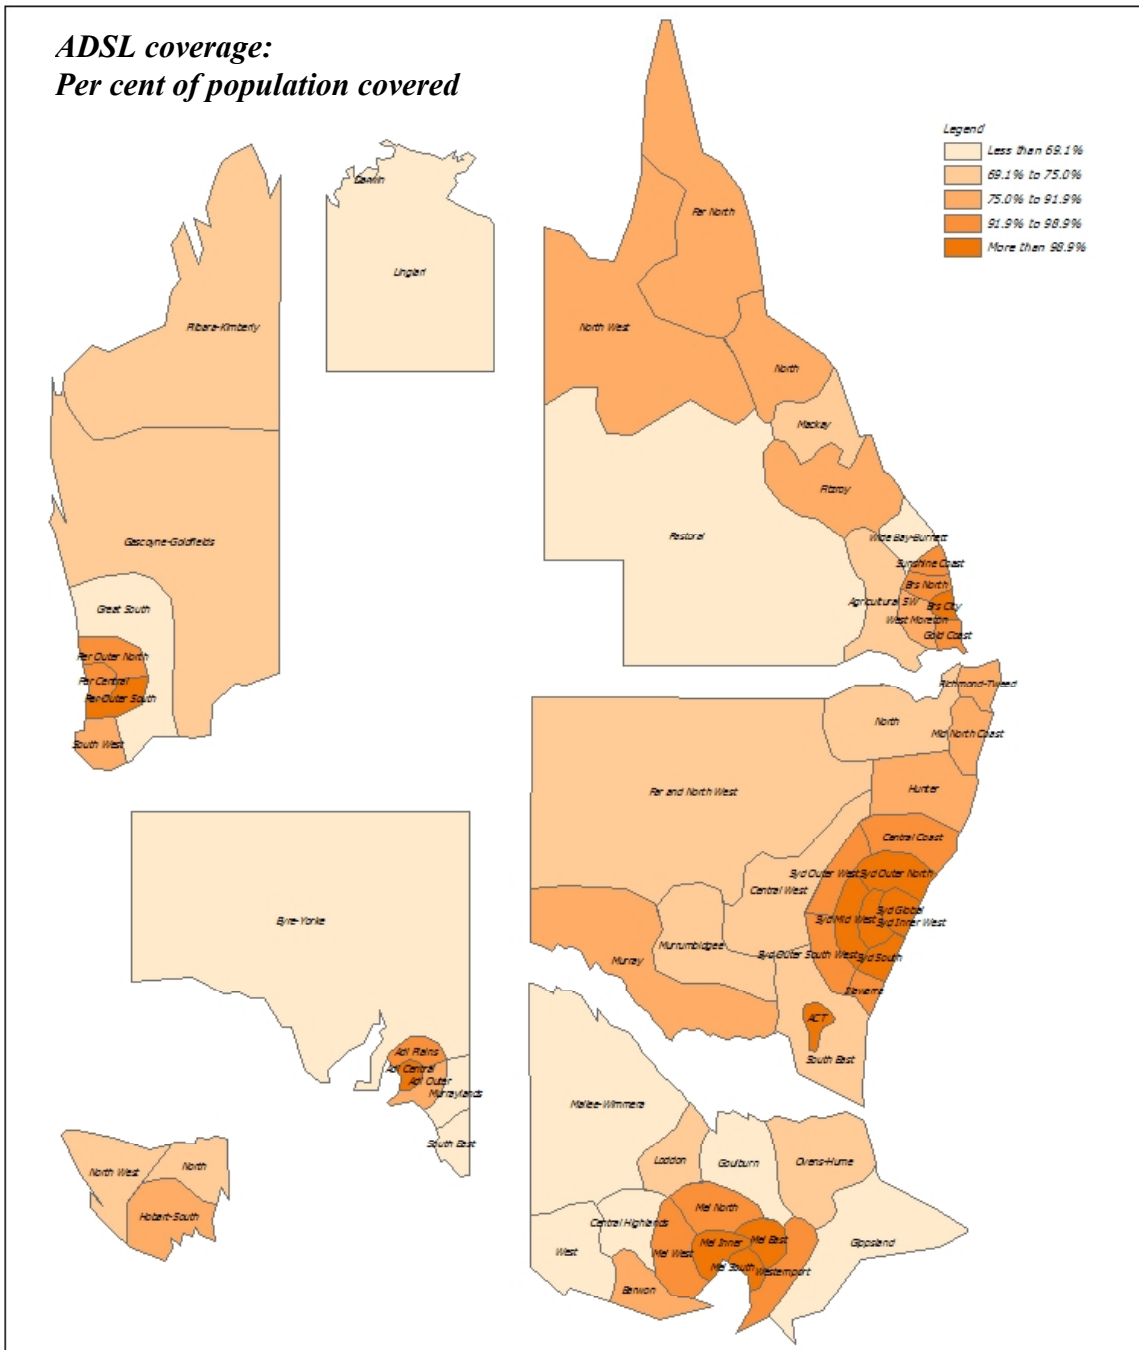 ADSL coverage:
Per cent of population covered
Legend
Less than 69.1%
69.1% to 75.0%
75.0% to 91.9%
91.9% to 98.9%
More than 98.9%
Darwin
Lingiari
Pilbara-Kimberly
Gascoyne-Goldfields
Great South
Per Outer North
Per Central
Per Outer South
South West
Far North
North West
North
Mackay
Fitzroy
Pastoral
Wide Bay-Burnett
Sunshine Coast
Brs North
Agricultural SW
Brs City
West Moreton
Gold Coast
Richmond-Tweed
North
Mid North Coast
Far and North West
Hunter
Central Coast
Syd Outer West
Syd Outer North
Central West
Syd Global
Syd Mid West
Syd Inner West
Murrumbidgee
Syd Outer South West
Syd South
Murray
Illawarra
ACT
South East
Eyre-Yorke
Adl Plains
Adl Central
Adl Outer
Murraylands
South East
North West
North
Hobart-South
Mallee-Wimmera
Loddon
Goulburn
Ovens-Hume
Mel North
Central Highlands
West
Mel West
Mel Inner
Mel East
Gippsland
Mel South
Westernport
Barwon